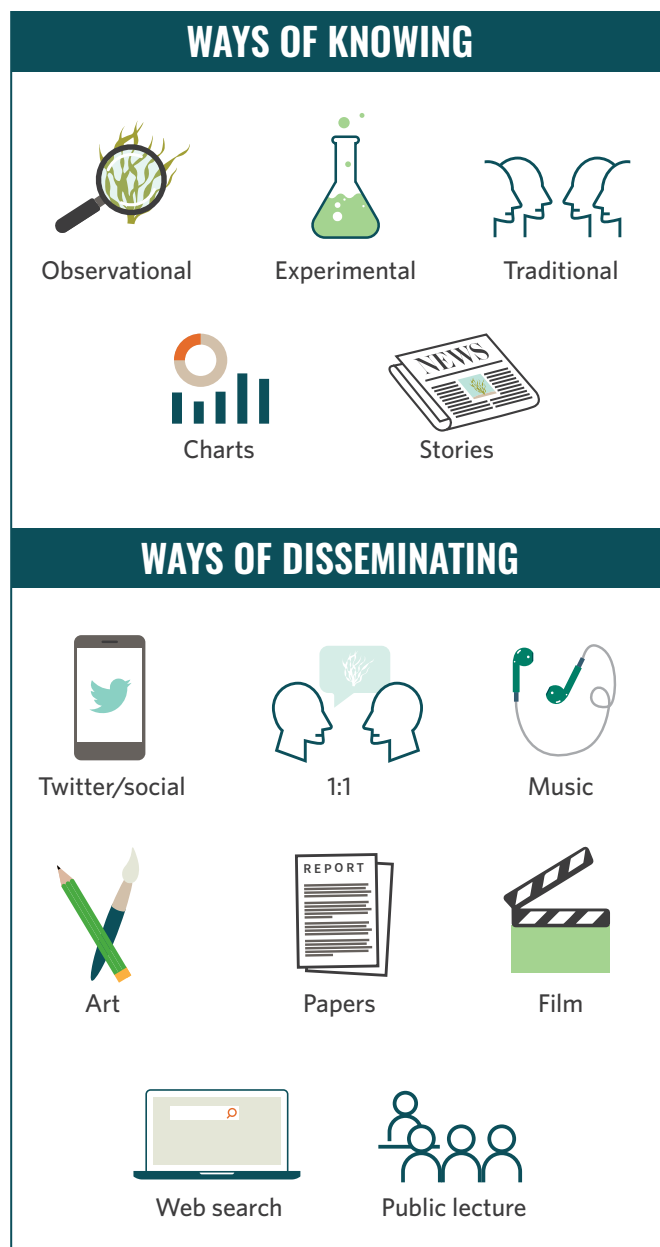 WAYS OF KNOWING
Observational
Experimental
Traditional
NEWS
Charts
Stories
WAYS OF DISSEMINATING
Twitter/social
1:1
Music
REPORT
Art
Papers
Film
Web search
Public lecture